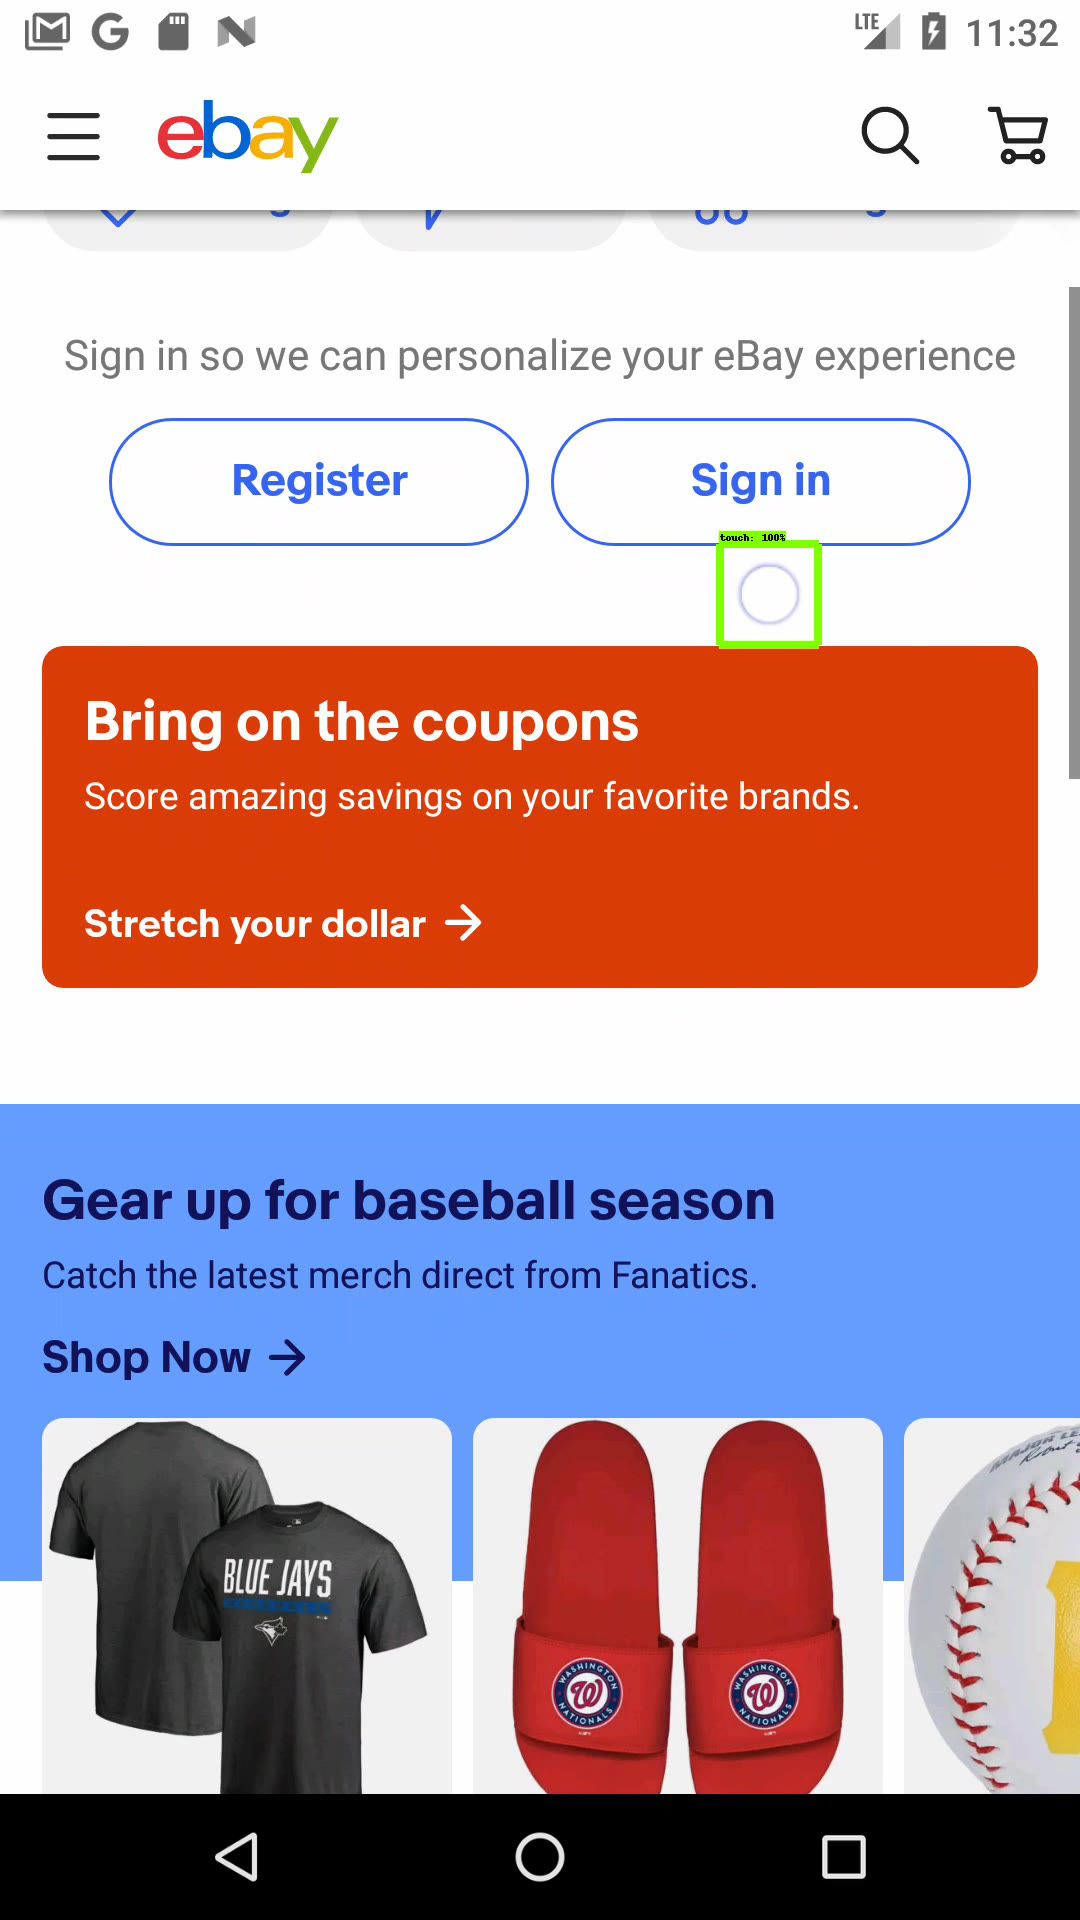 LTE 11:32
ebay
Sign in so we can personalize your eBay experience
Register
Sign in
touch: 100%
Bring on the coupons
Score amazing savings on your favorite brands.
Stretch your dollar
Gear up for baseball season
Catch the latest merch direct from Fanatics.
Shop Now
BLUE JAYS
WASHINGTON
W
NATIONALS
WASHINGTON
W
NATIONALS